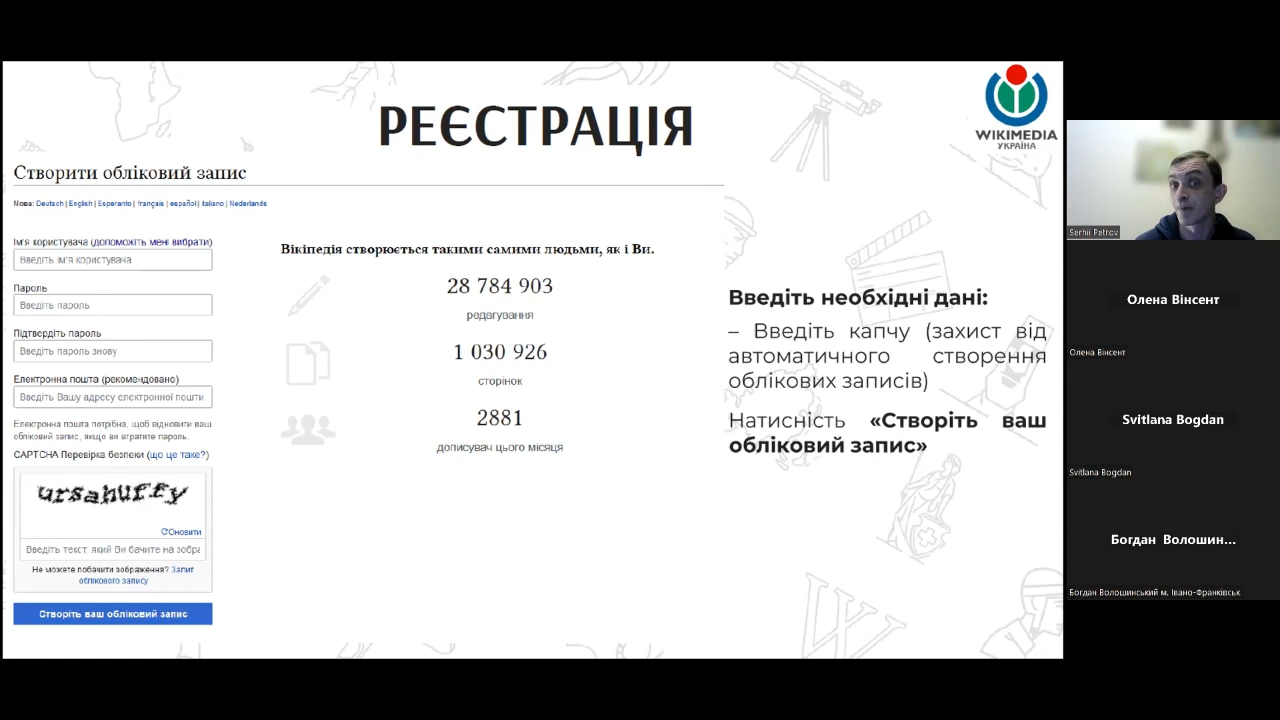 РЕЄСТРАЦІЯ
WIKIMEDIA
УКРАЇНА
Створити обліковий запис
Мова: Deutsch | English | Esperanto | français | español | italiano | Nederlands
Ім'я користувача (допоможіть мені вибрати)
Введіть ім'я користувача
Пароль
Введіть пароль
Підтвердіть пароль
Введіть пароль знову
Електронна пошта (рекомендовано)
Введіть Вашу адресу електронної пошти
Електронна пошта потрібна, щоб відновити ваш
обліковий запис, якщо ви втратите пароль.
CAPTCHA Перевірка безпеки (що це таке?)
ursahuffy
Оновити
Введіть текст, який Ви бачите на зобра
Не можете побачити зображення? Запит
облікового запису
Створіть ваш обліковий запис
Вікіпедія створюється такими самими людьми, як і Ви.
28 784 903
редагування
1 030 926
сторінок
2881
дописувач цього місяця
Введіть необхідні дані:
– Введіть капчу (захист від
автоматичного створення
облікових записів)
Натисність «Створіть ваш
обліковий запис»
Serhii Petrov
Олена Вінсент
Олена Вінсент
Svitlana Bogdan
Svitlana Bogdan
Богдан Волошин...
Богдан Волошинський м. Івано-Франківськ